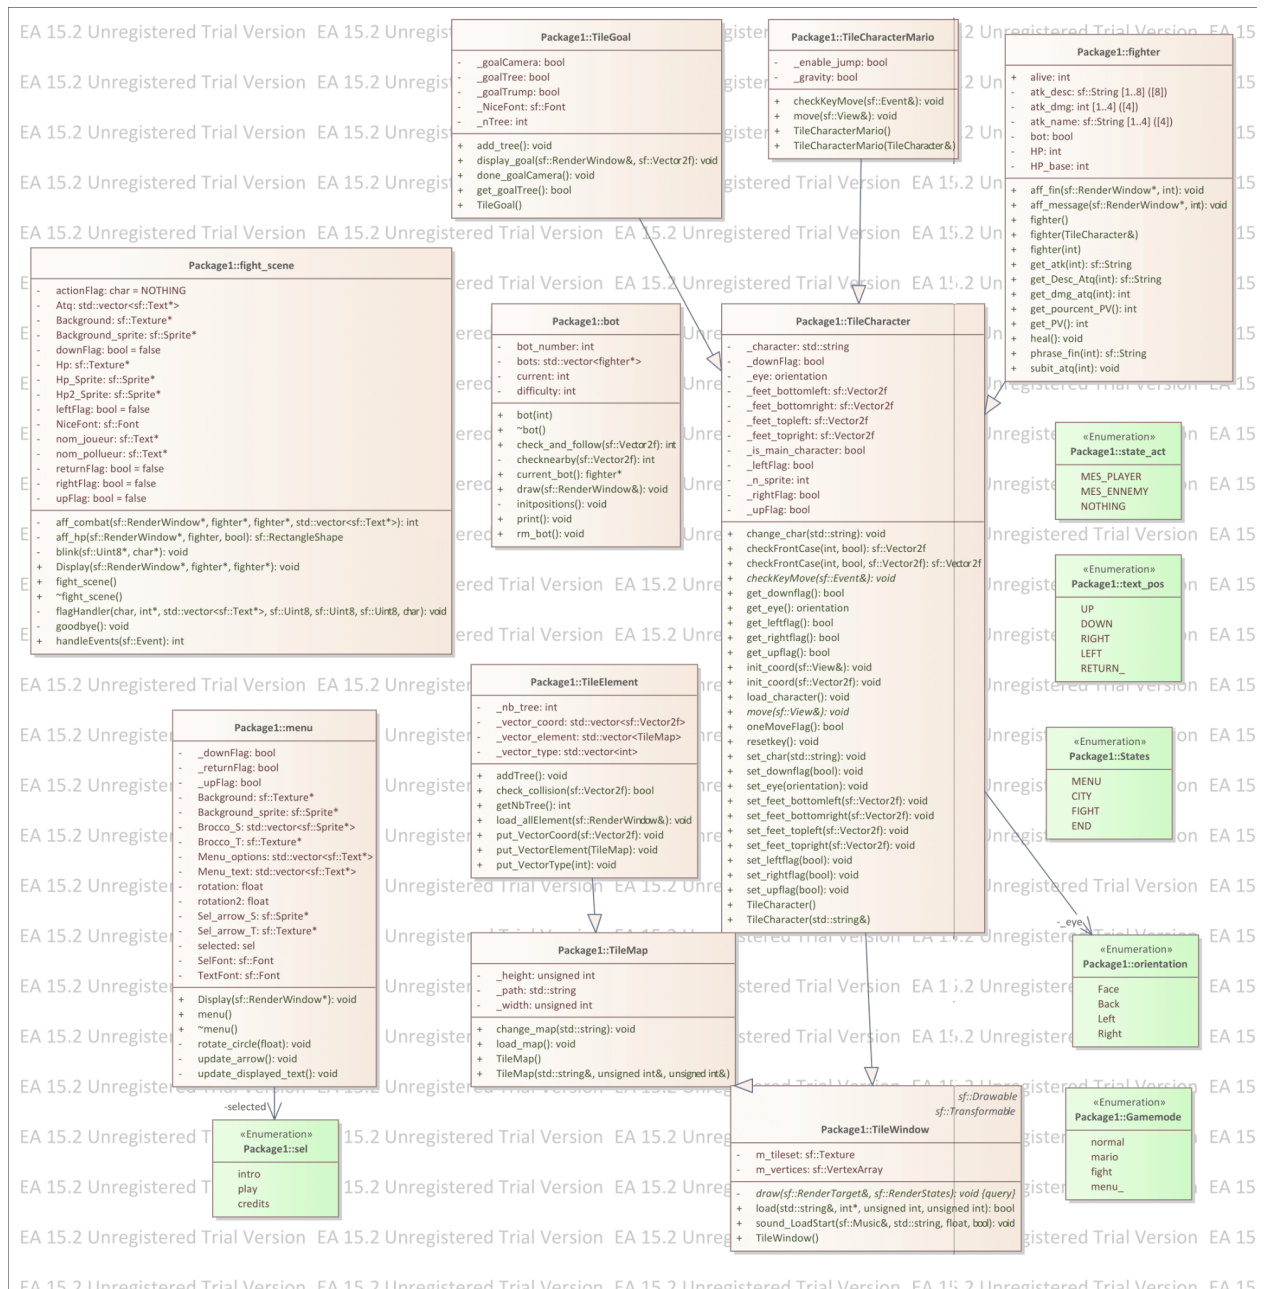 EA 15.2 Unregistered Trial Version
Package1::TileGoal
- _goalCamera: bool
- _goalTree: bool
- _goalTrump: bool
- _NiceFont: sf::Font
- _nTree: int
+ add_tree(): void
+ display_goal(sf::RenderWindow&, sf::Vector2f): void
+ done_goalCamera(): void
+ get_goalTree(): bool
+ TileGoal()
Package1::TileCharacterMario
- _enable_jump: bool
- _gravity: bool
+ checkKeyMove(sf::Event&): void
+ move(sf::View&): void
+ TileCharacterMario()
+ TileCharacterMario(TileCharacter&)
Package1::fighter
+ alive: int
- atk_desc: sf::String [1..8] ([8])
- atk_dmg: int [1..4] ([4])
- atk_name: sf::String [1..4] ([4])
- bot: bool
- HP: int
- HP_base: int
+ aff_fin(sf::RenderWindow*, int): void
+ aff_message(sf::RenderWindow*, int): void
+ fighter()
+ fighter(TileCharacter&)
+ fighter(int)
+ get_atk(int): sf::String
+ get_Desc_Atq(int): sf::String
+ get_dmg_atq(int): int
+ get_pourcent_PV(): int
+ get_PV(): int
+ heal(): void
+ phrase_fin(int): sf::String
+ subit_atq(int): void
Package1::fight_scene
- actionFlag: char = NOTHING
- Atq: std::vector<sf::Text*>
- Background: sf::Texture*
- Background_sprite: sf::Sprite*
- downFlag: bool = false
- Hp: sf::Texture*
- Hp_Sprite: sf::Sprite*
- Hp2_Sprite: sf::Sprite*
- leftFlag: bool = false
- NiceFont: sf::Font
- nom_joueur: sf::Text*
- nom_pollueur: sf::Text*
- returnFlag: bool = false
- rightFlag: bool = false
- upFlag: bool = false
- aff_combat(sf::RenderWindow*, fighter*, fighter*, std::vector<sf::Text*>): int
- aff_hp(sf::RenderWindow*, fighter, bool): sf::RectangleShape
- blink(sf::Uint8*, char*): void
+ Display(sf::RenderWindow*, fighter*, fighter*): void
+ fight_scene()
+ ~fight_scene()
- flagHandler(char, int*, std::vector<sf::Text*>, sf::Uint8, sf::Uint8, sf::Uint8, char): void
- goodbye(): void
+ handleEvents(sf::Event): int
Package1::bot
- bot_number: int
- bots: std::vector<fighter*>
- current: int
- difficulty: int
+ bot(int)
+ ~bot()
+ check_and_follow(sf::Vector2f): int
- checknearby(sf::Vector2f): int
+ current_bot(): fighter*
+ draw(sf::RenderWindow&): void
- initpositions(): void
+ print(): void
+ rm_bot(): void
Package1::TileCharacter
- _character: std::string
- _downFlag: bool
- _eye: orientation
- _feet_bottomleft: sf::Vector2f
- _feet_bottomright: sf::Vector2f
- _feet_topleft: sf::Vector2f
- _feet_topright: sf::Vector2f
- _is_main_character: bool
- _leftFlag: bool
- _n_sprite: int
- _rightFlag: bool
- _upFlag: bool
+ change_char(std::string): void
+ checkFrontCase(int, bool): sf::Vector2f
+ checkFrontCase(int, bool, sf::Vector2f): sf::Vector2f
+ checkKeyMove(sf::Event&): void
+ get_downflag(): bool
+ get_eye(): orientation
+ get_leftflag(): bool
+ get_rightflag(): bool
+ get_upflag(): bool
+ init_coord(sf::View&): void
+ init_coord(sf::Vector2f): void
+ load_character(): void
+ move(sf::View&): void
+ oneMoveFlag(): bool
+ resetkey(): void
+ set_char(std::string): void
+ set_downflag(bool): void
+ set_eye(orientation): void
+ set_feet_bottomleft(sf::Vector2f): void
+ set_feet_bottomright(sf::Vector2f): void
+ set_feet_topleft(sf::Vector2f): void
+ set_feet_topright(sf::Vector2f): void
+ set_leftflag(bool): void
+ set_rightflag(bool): void
+ set_upflag(bool): void
+ TileCharacter()
+ TileCharacter(std::string&)
«Enumeration»
Package1::state_act
MES_PLAYER
MES_ENNEMY
NOTHING
«Enumeration»
Package1::text_pos
UP
DOWN
RIGHT
LEFT
RETURN_
«Enumeration»
Package1::States
MENU
CITY
FIGHT
END
Package1::TileElement
- _nb_tree: int
- _vector_coord: std::vector<sf::Vector2f>
- _vector_element: std::vector<TileMap>
- _vector_type: std::vector<int>
+ addTree(): void
+ check_collision(sf::Vector2f): bool
+ getNbTree(): int
+ load_allElement(sf::RenderWindow&): void
+ put_VectorCoord(sf::Vector2f): void
+ put_VectorElement(TileMap): void
+ put_VectorType(int): void
Package1::menu
- _downFlag: bool
- _returnFlag: bool
- _upFlag: bool
- Background: sf::Texture*
- Background_sprite: sf::Sprite*
- Brocco_S: std::vector<sf::Sprite*>
- Brocco_T: sf::Texture*
- Menu_options: std::vector<sf::Text*>
- Menu_text: std::vector<sf::Text*>
- rotation: float
- rotation2: float
- Sel_arrow_S: sf::Sprite*
- Sel_arrow_T: sf::Texture*
- selected: sel
- SelFont: sf::Font
- TextFont: sf::Font
+ Display(sf::RenderWindow*): void
+ menu()
+ ~menu()
- rotate_circle(float): void
- update_arrow(): void
- update_displayed_text(): void
Package1::TileMap
- _height: unsigned int
- _path: std::string
- _width: unsigned int
+ change_map(std::string): void
+ load_map(): void
+ TileMap()
+ TileMap(std::string&, unsigned int&, unsigned int&)
-_eye
«Enumeration»
Package1::orientation
Face
Back
Left
Right
-selected
«Enumeration»
Package1::sel
intro
play
credits
sf::Drawable
sf::Transformable
Package1::TileWindow
- m_tileset: sf::Texture
- m_vertices: sf::VertexArray
- draw(sf::RenderTarget&, sf::RenderStates): void {query}
+ load(std::string&, int*, unsigned int, unsigned int): bool
+ sound_LoadStart(sf::Music&, std::string, float, bool): void
+ TileWindow()
«Enumeration»
Package1::Gamemode
normal
mario
fight
menu_